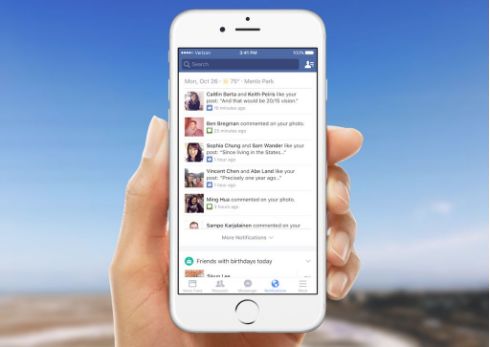 Verizon 3:41 PM 100%
Search
Mon, Oct 26 · 75° · Menlo Park
Caitlin Barta and Keith Peiris like your
post: "And that would be 20/15 vision."
16 minutes ago
Ben Bregman commented on your photo.
25 minutes ago
Sophia Chung and Sam Wander like your
post: "Since living in the States..."
1 hour ago
Vincent Chen and Abe Land like your
post: "Precisely one year ago..."
1 hour ago
Ming Hua commented on your photo.
3 hours ago
Sampo Karjalainen commented on your
More Notifications
Friends with birthdays today
News Feed Requests Messenger Notifications More